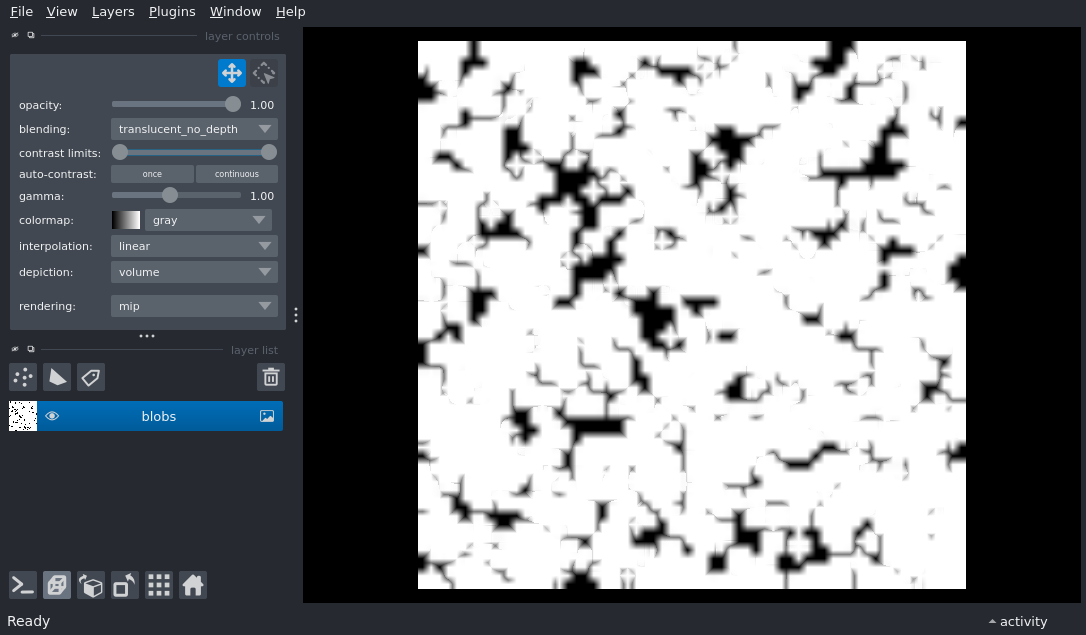 File View Layers Plugins Window Help
layer controls
opacity: 1.00
blending: translucent_no_depth
contrast limits:
auto-contrast: once continuous
gamma: 1.00
colormap: gray
interpolation: linear
depiction: volume
rendering: mip
layer list
blobs
Ready
activity